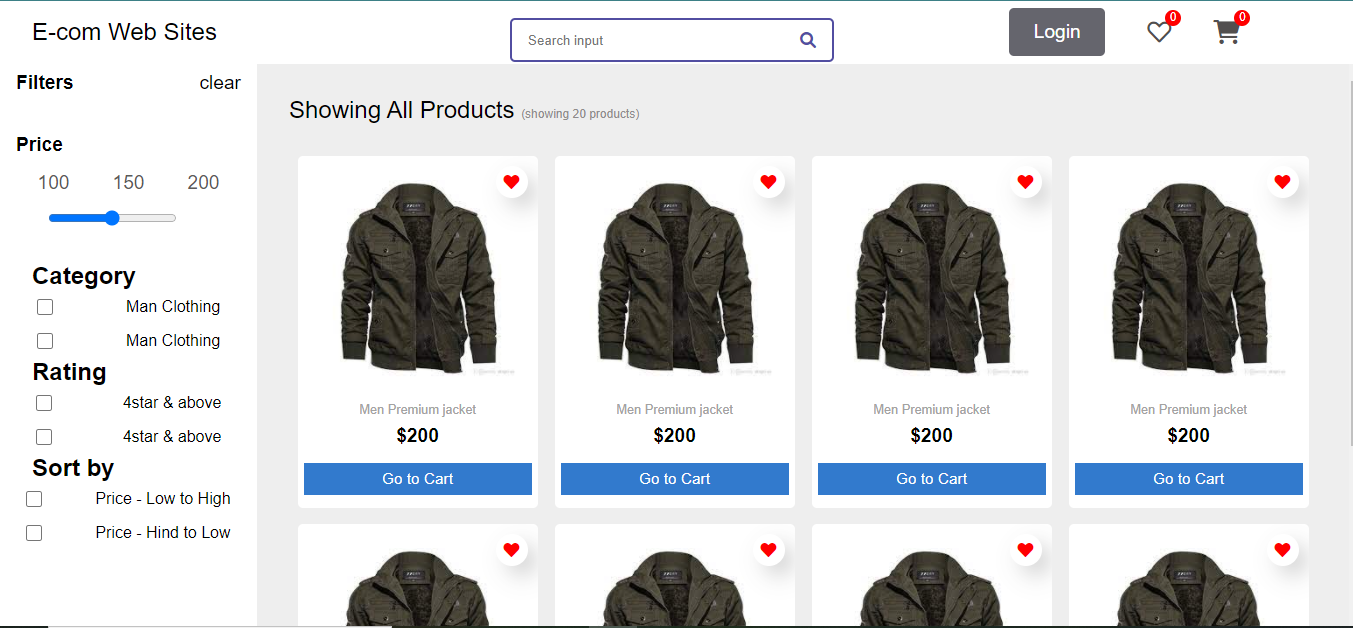 E-com Web Sites
Search input
Login
0
0
Filters
clear
Price
100 150 200
Category
Man Clothing
Man Clothing
Rating
4star & above
4star & above
Sort by
Price - Low to High
Price - Hind to Low
Showing All Products (showing 20 products)
Men Premium jacket
$200
Go to Cart
Men Premium jacket
$200
Go to Cart
Men Premium jacket
$200
Go to Cart
Men Premium jacket
$200
Go to Cart